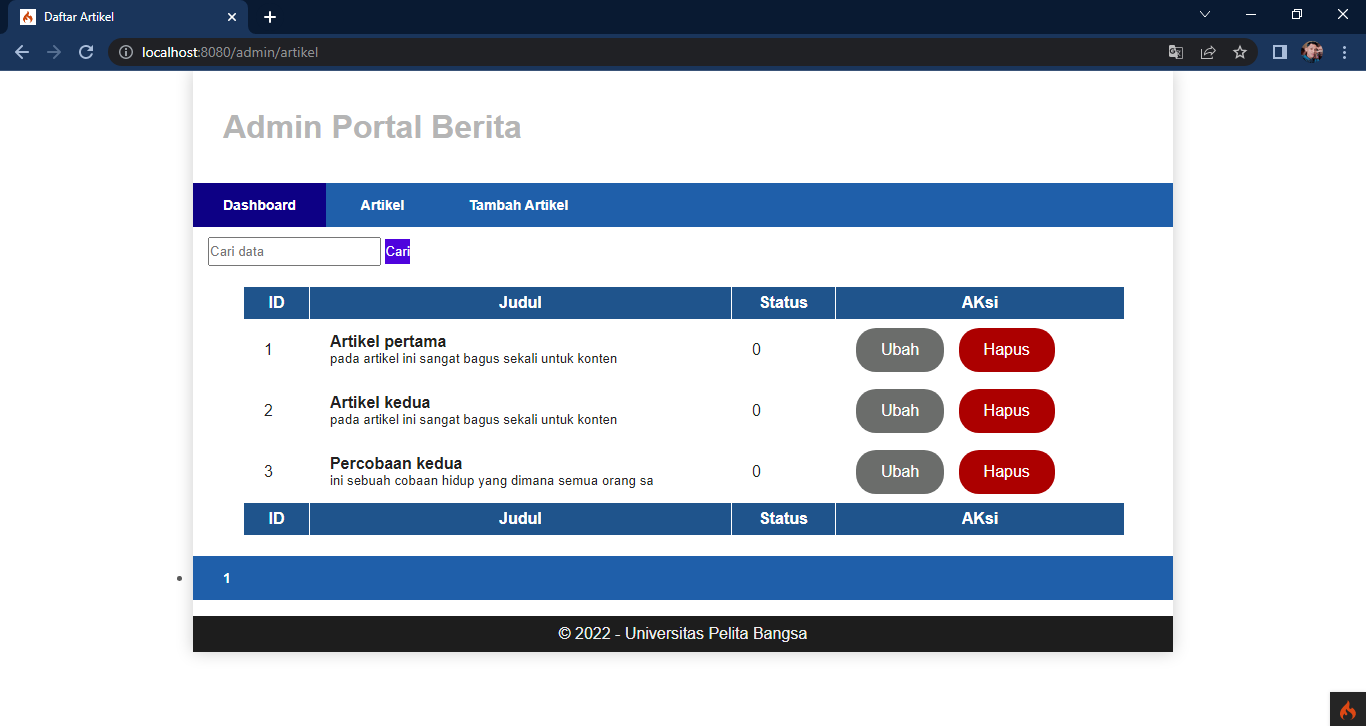 Daftar Artikel
localhost:8080/admin/artikel
Admin Portal Berita
Dashboard Artikel Tambah Artikel
Cari data Cari
ID Judul Status AKsi
1 Artikel pertama 0 Ubah Hapus
pada artikel ini sangat bagus sekali untuk konten
2 Artikel kedua 0 Ubah Hapus
pada artikel ini sangat bagus sekali untuk konten
3 Percobaan kedua 0 Ubah Hapus
ini sebuah cobaan hidup yang dimana semua orang sa
ID Judul Status AKsi
1
© 2022 - Universitas Pelita Bangsa